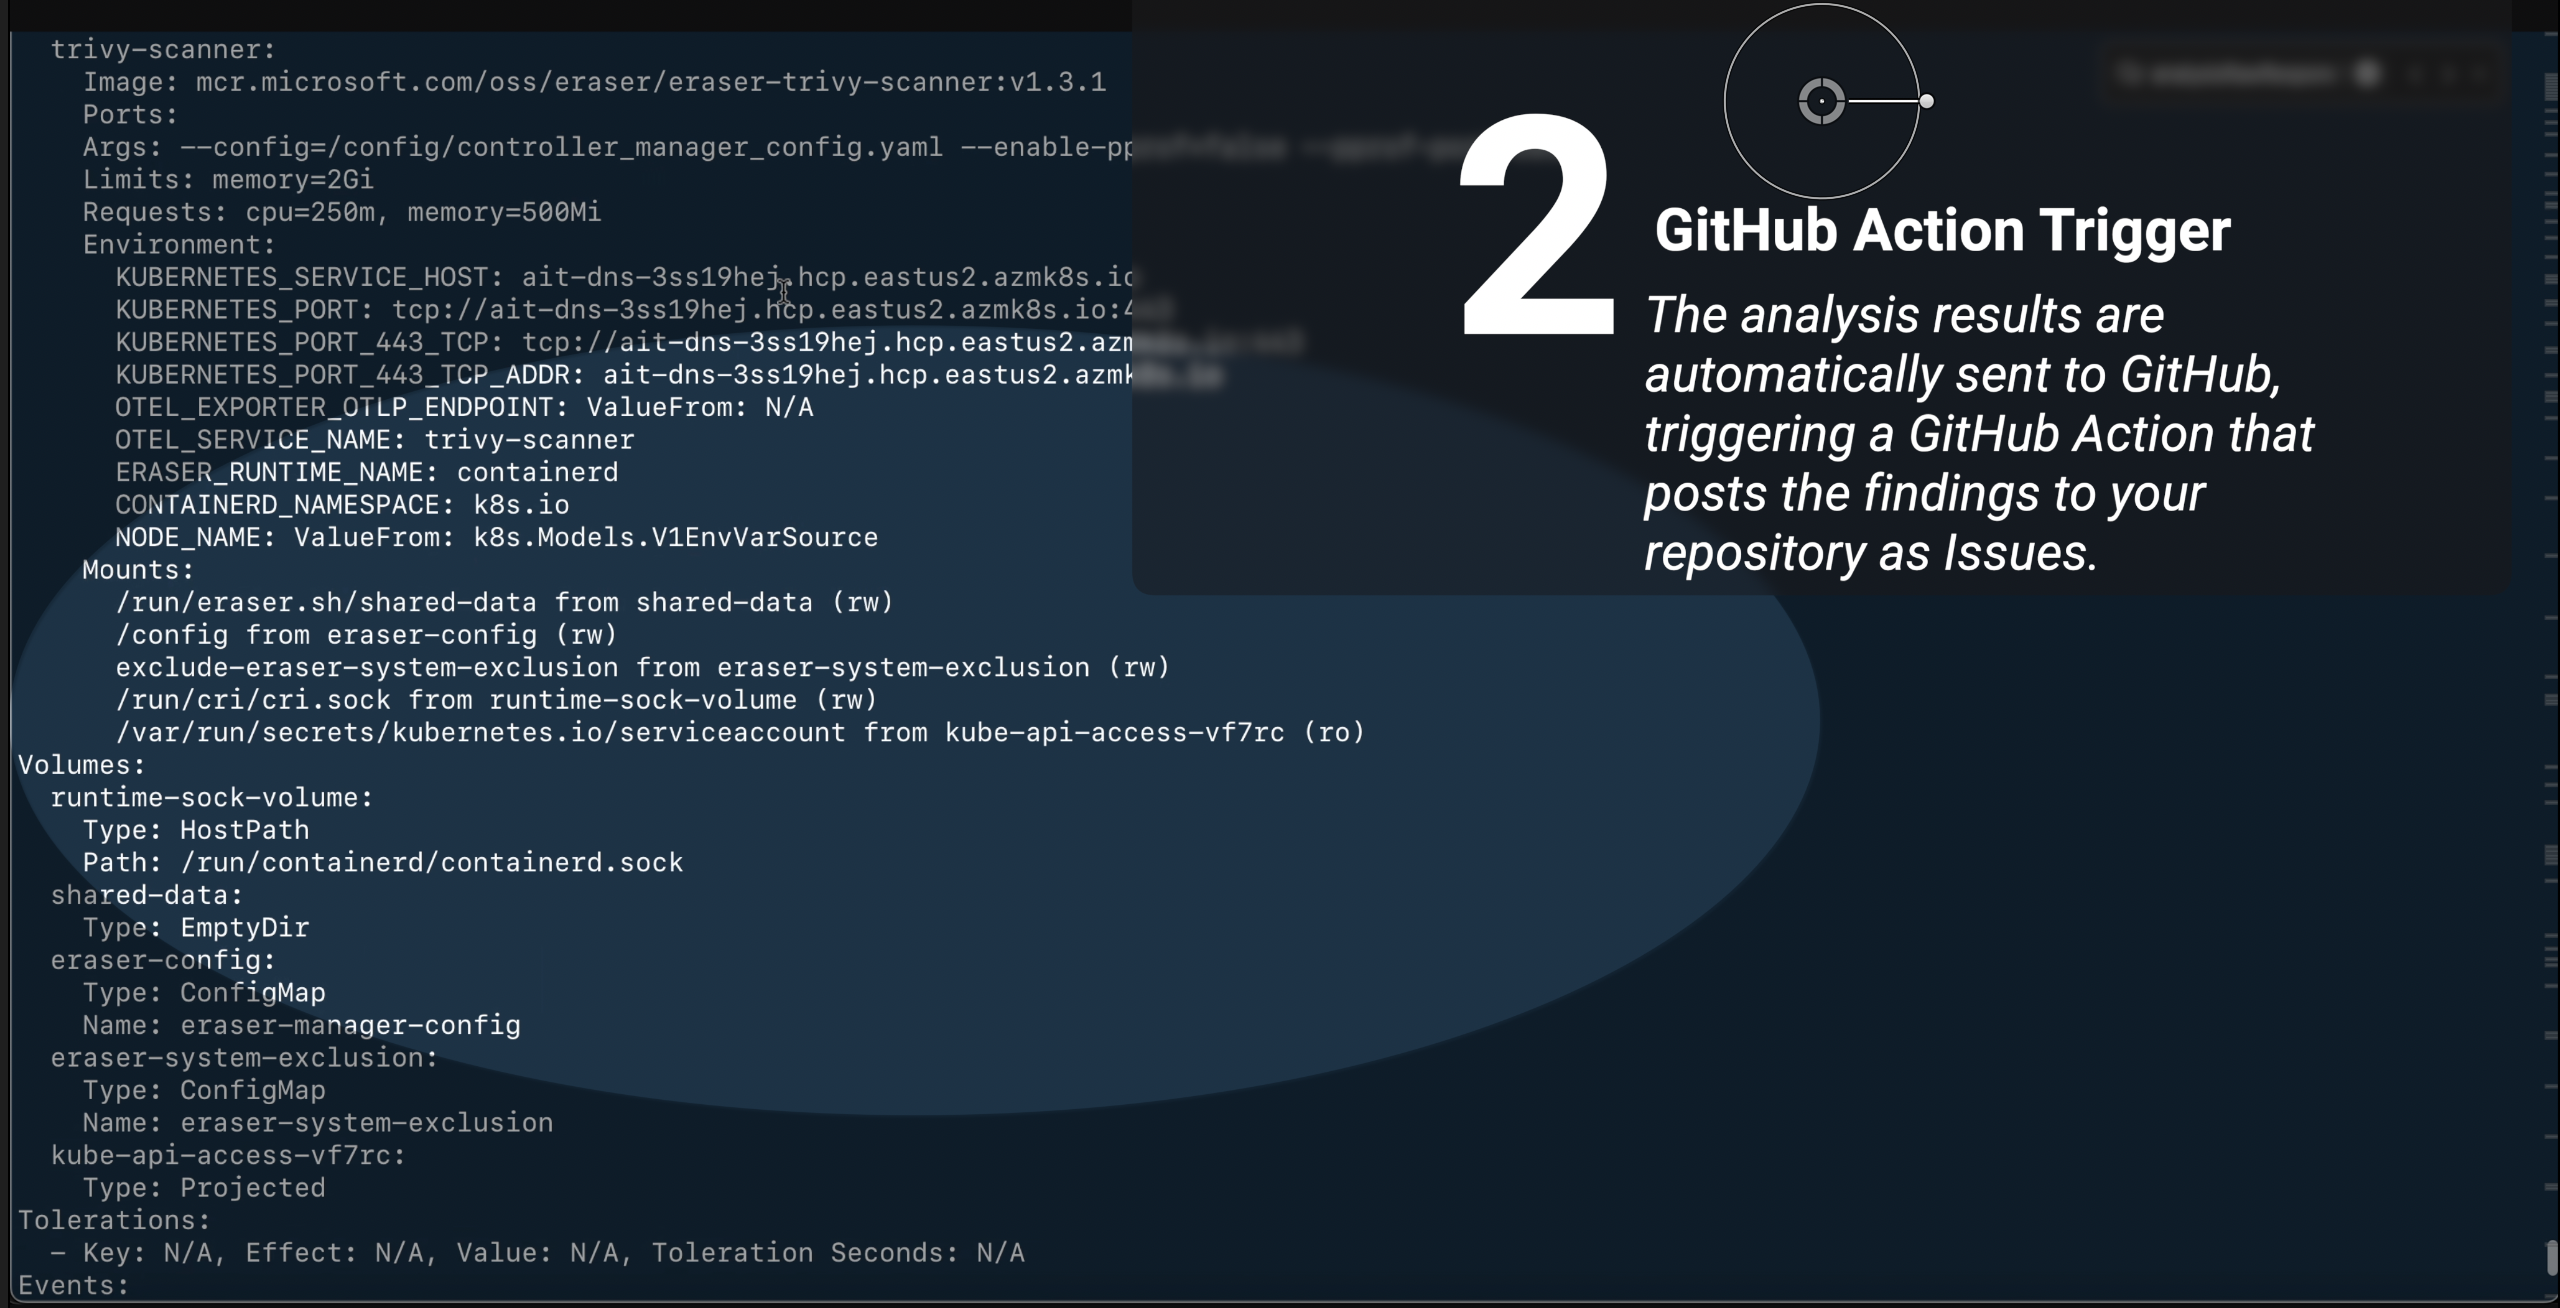 trivy-scanner:
Image: mcr.microsoft.com/oss/eraser/eraser-trivy-scanner:v1.3.1
Ports:
Args: --config=/config/controller_manager_config.yaml --enable-pp
Limits: memory=2Gi
Requests: cpu=250m, memory=500Mi
Environment:
KUBERNETES_SERVICE_HOST: ait-dns-3ss19hej.hcp.eastus2.azmk8s.io
KUBERNETES_PORT: tcp://ait-dns-3ss19hej.hcp.eastus2.azmk8s.io:4
KUBERNETES_PORT_443_TCP: tcp://ait-dns-3ss19hej.hcp.eastus2.azm
KUBERNETES_PORT_443_TCP_ADDR: ait-dns-3ss19hej.hcp.eastus2.azmk
OTEL_EXPORTER_OTLP_ENDPOINT: ValueFrom: N/A
OTEL_SERVICE_NAME: trivy-scanner
ERASER_RUNTIME_NAME: containerd
CONTAINERD_NAMESPACE: k8s.io
NODE_NAME: ValueFrom: k8s.Models.V1EnvVarSource
Mounts:
/run/eraser.sh/shared-data from shared-data (rw)
/config from eraser-config (rw)
exclude-eraser-system-exclusion from eraser-system-exclusion (rw)
/run/cri/cri.sock from runtime-sock-volume (rw)
/var/run/secrets/kubernetes.io/serviceaccount from kube-api-access-vf7rc (ro)
Volumes:
runtime-sock-volume:
Type: HostPath
Path: /run/containerd/containerd.sock
shared-data:
Type: EmptyDir
eraser-config:
Type: ConfigMap
Name: eraser-manager-config
eraser-system-exclusion:
Type: ConfigMap
Name: eraser-system-exclusion
kube-api-access-vf7rc:
Type: Projected
Tolerations:
- Key: N/A, Effect: N/A, Value: N/A, Toleration Seconds: N/A
Events:
2
GitHub Action Trigger
The analysis results are
automatically sent to GitHub,
triggering a GitHub Action that
posts the findings to your
repository as Issues.